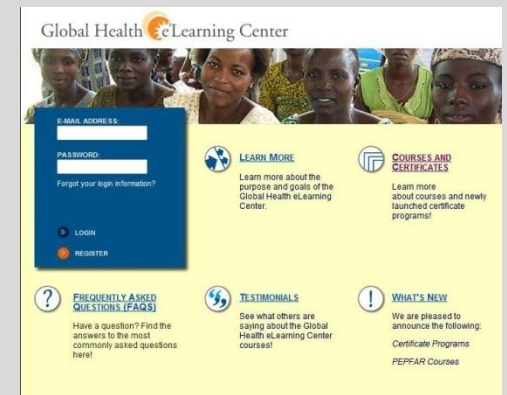 Global Health eLearning Center
E-MAIL ADDRESS:
PASSWORD:
Forgot your login information?
LOGIN
REGISTER
LEARN MORE
Learn more about the
purpose and goals of the
Global Health eLearning
Center.
COURSES AND
CERTIFICATES
Learn more
about courses and newly
launched certificate
programs!
FREQUENTLY ASKED
QUESTIONS (FAQS)
Have a question? Find the
answers to the most
commonly asked questions
here!
TESTIMONIALS
See what others are
saying about the Global
Health eLearning Center
courses!
WHAT'S NEW
We are pleased to
announce the following:
Certificate Programs
PEPFAR Courses